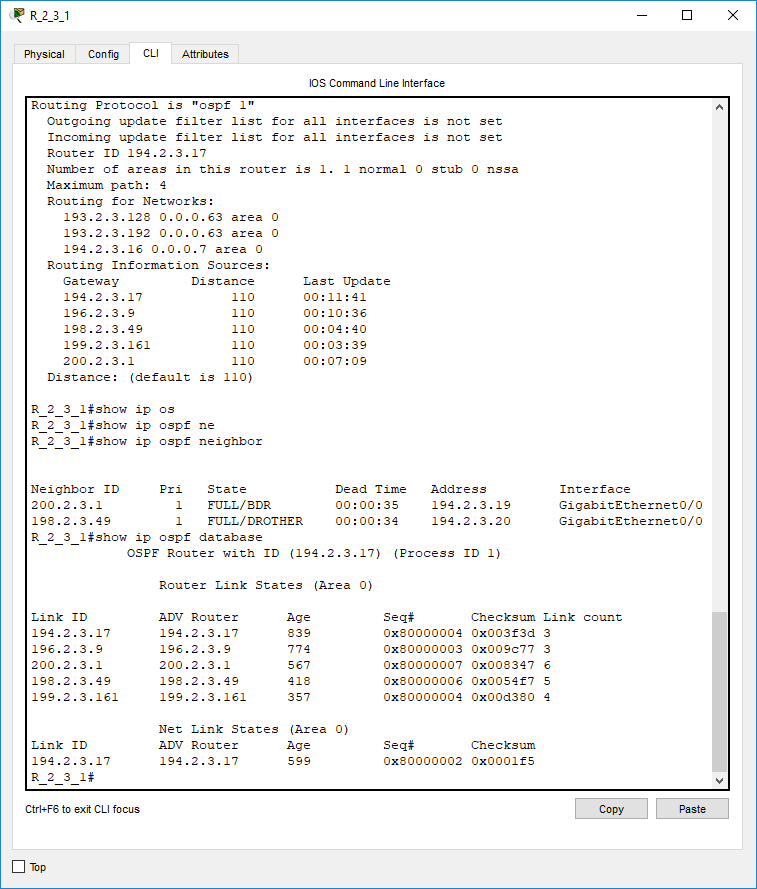 R_2_3_1
Physical Config CLI Attributes
IOS Command Line Interface
Routing Protocol is "ospf 1"
  Outgoing update filter list for all interfaces is not set
  Incoming update filter list for all interfaces is not set
  Router ID 194.2.3.17
  Number of areas in this router is 1. 1 normal 0 stub 0 nssa
  Maximum path: 4
  Routing for Networks:
    193.2.3.128 0.0.0.63 area 0
    193.2.3.192 0.0.0.63 area 0
    194.2.3.16 0.0.0.7 area 0
  Routing Information Sources:
    Gateway         Distance      Last Update
    194.2.3.17           110      00:11:41
    196.2.3.9            110      00:10:36
    198.2.3.49           110      00:04:40
    199.2.3.161          110      00:03:39
    200.2.3.1            110      00:07:09
  Distance: (default is 110)
R_2_3_1#show ip os
R_2_3_1#show ip ospf ne
R_2_3_1#show ip ospf neighbor
Neighbor ID     Pri   State           Dead Time   Address         Interface
200.2.3.1         1   FULL/BDR        00:00:35    194.2.3.19      GigabitEthernet0/0
198.2.3.49        1   FULL/DROTHER    00:00:34    194.2.3.20      GigabitEthernet0/0
R_2_3_1#show ip ospf database
            OSPF Router with ID (194.2.3.17) (Process ID 1)
                Router Link States (Area 0)
Link ID         ADV Router      Age         Seq#       Checksum Link count
194.2.3.17      194.2.3.17      839         0x80000004 0x003f3d 3
196.2.3.9       196.2.3.9       774         0x80000003 0x009c77 3
200.2.3.1       200.2.3.1       567         0x80000007 0x008347 6
198.2.3.49      198.2.3.49      418         0x80000006 0x0054f7 5
199.2.3.161     199.2.3.161     357         0x80000004 0x00d380 4
                Net Link States (Area 0)
Link ID         ADV Router      Age         Seq#       Checksum
194.2.3.17      194.2.3.17      599         0x80000002 0x0001f5
R_2_3_1#
Ctrl+F6 to exit CLI focus Copy Paste
Top